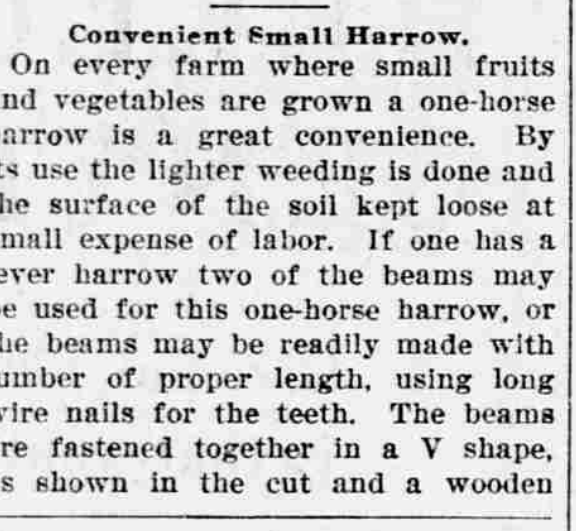 Convenient Small Harrow.
On every farm where small fruits
nd vegetables are grown a one-horse
arrow is a great convenience. By
ts use the lighter weeding is done and
he surface of the soil kept loose at
mall expense of labor. If one has a
ever harrow two of the beams may
e used for this one-horse harrow, or
he beams may be readily made with
umber of proper length, using long
vire nails for the teeth. The beams
re fastened together in a V shape,
s shown in the cut and a wooden